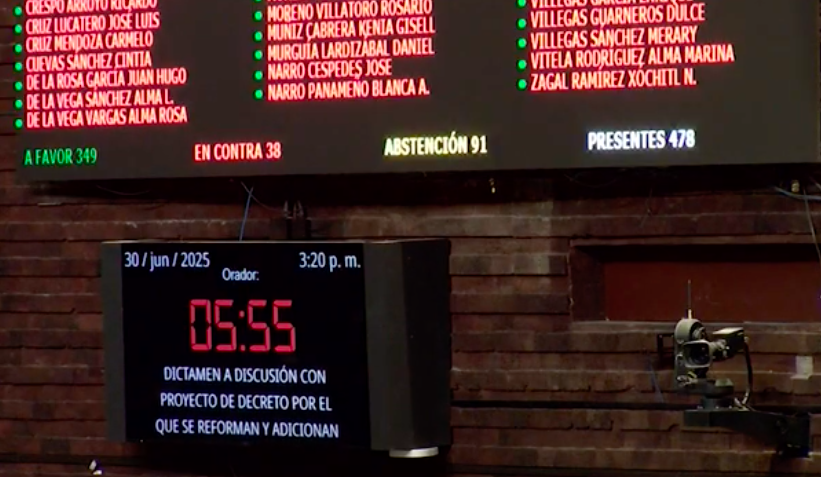 CRESPO ARROYO RICARDO
CRUZ LUCATERO JOSÉ LUIS
CRUZ MENDOZA CARMELO
CUEVAS SÁNCHEZ CINTIA
DE LA ROSA GARCÍA JUAN HUGO
DE LA VEGA SÁNCHEZ ALMA L.
DE LA VEGA VARGAS ALMA ROSA
MORENO VILLATORO ROSARIO
MUNIZ CABRERA KENIA GISELL
MURGUÍA LARDIZÁBAL DANIEL
NARRO CESPEDES JOSE
NARRO PANAMEÑO BLANCA A.
VILLEGAS GUARNEROS DULCE
VILLEGAS SÁNCHEZ MERARY
VITELA RODRÍGUEZ ALMA MARINA
ZAGAL RAMÍREZ XÓCHITL N.
A FAVOR 349
EN CONTRA 38
ABSTENCIÓN 91
PRESENTES 478
30 / jun / 2025
3:20 p. m.
Orador:
05:55
DICTAMEN A DISCUSIÓN CON
PROYECTO DE DECRETO POR EL
QUE SE REFORMAN Y ADICIONAN